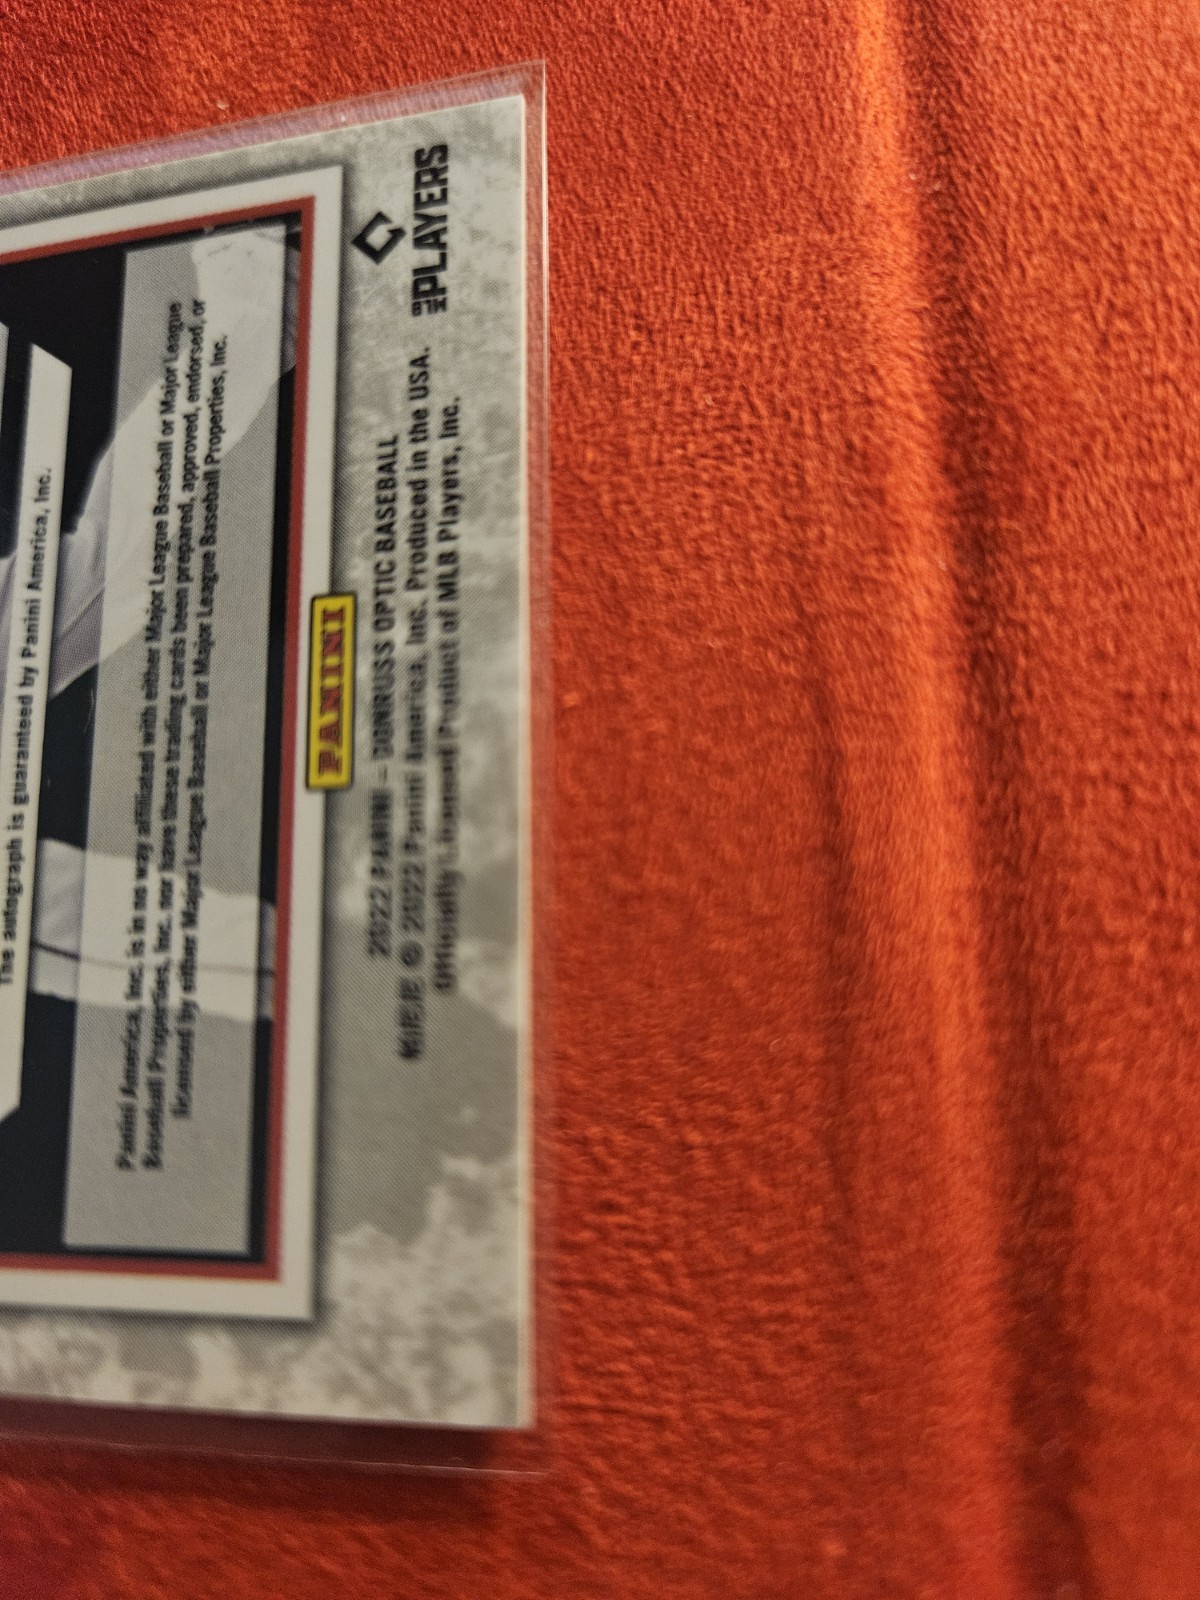 The autograph is guaranteed by Panini America, Inc.
Panini America, Inc. is in no way affiliated with either Major League Baseball or Major League
Baseball Properties, Inc. nor have these trading cards been prepared, approved, endorsed, or
licensed by either Major League Baseball or Major League Baseball Properties, Inc.
PANINI
2022 PANINI – DONRUSS OPTIC BASEBALL
© 2022 Panini America, Inc. Produced in the USA.
Officially Licensed Product of MLB Players, Inc.
MLB PLAYERS